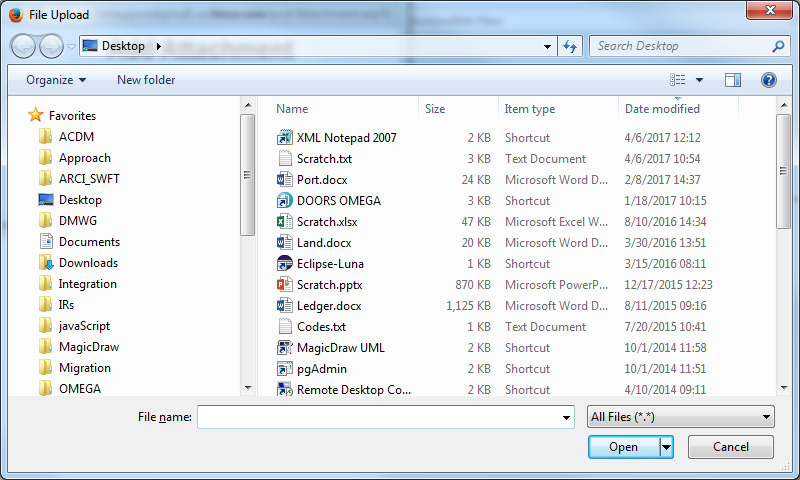 File Upload
Desktop
Search Desktop
Organize
New folder
Name Size Item type Date modified
Favorites
ACDM
Approach
ARCI_SWFT
Desktop
DMWG
Documents
Downloads
Integration
IRs
javaScript
MagicDraw
Migration
OMEGA
XML Notepad 2007 2 KB Shortcut 4/6/2017 12:12
Scratch.txt 3 KB Text Document 4/6/2017 10:54
Port.docx 24 KB Microsoft Word D... 2/8/2017 14:37
DOORS OMEGA 3 KB Shortcut 1/18/2017 10:15
Scratch.xlsx 47 KB Microsoft Excel W... 8/10/2016 14:34
Land.docx 20 KB Microsoft Word D... 3/30/2016 13:51
Eclipse-Luna 1 KB Shortcut 3/15/2016 08:11
Scratch.pptx 870 KB Microsoft PowerP... 12/17/2015 12:23
Ledger.docx 1,125 KB Microsoft Word D... 8/11/2015 09:16
Codes.txt 1 KB Text Document 7/20/2015 10:41
MagicDraw UML 2 KB Shortcut 10/1/2014 11:58
pgAdmin 2 KB Shortcut 10/1/2014 11:51
Remote Desktop Co... 2 KB Shortcut 4/10/2014 09:11
File name:
All Files (*.*)
Open
Cancel